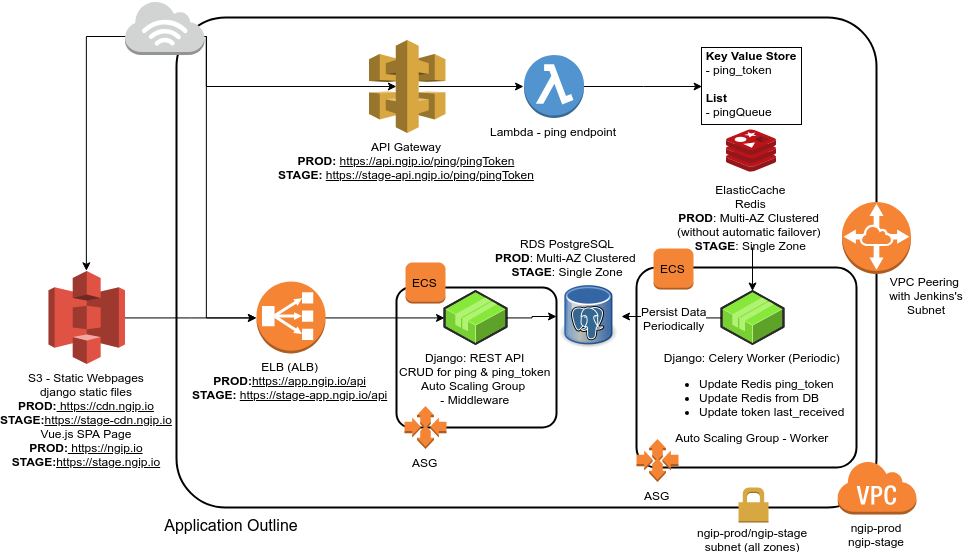 Key Value Store
- ping_token
List
- pingQueue
Lambda - ping endpoint
API Gateway
PROD: https://api.ngip.io/ping/pingToken
STAGE: https://stage-api.ngip.io/ping/pingToken
ElasticCache
Redis
PROD: Multi-AZ Clustered
(without automatic failover)
STAGE: Single Zone
RDS PostgreSQL
PROD: Multi-AZ Clustered
STAGE: Single Zone
ECS
ECS
VPC Peering
with Jenkins's
Subnet
Persist Data
Periodically
Django: REST API
CRUD for ping & ping_token
Auto Scaling Group
- Middleware
ASG
Django: Celery Worker (Periodic)
• Update Redis ping_token
• Update Redis from DB
• Update token last_received
Auto Scaling Group - Worker
ASG
ELB (ALB)
PROD:https://app.ngip.io/api
STAGE: https://stage-app.ngip.io/api
S3 - Static Webpages
django static files
PROD: https://cdn.ngip.io
STAGE:https://stage-cdn.ngip.io
Vue.js SPA Page
PROD: https://ngip.io
STAGE:https://stage.ngip.io
VPC
ngip-prod
ngip-stage
ngip-prod/ngip-stage
subnet (all zones)
Application Outline